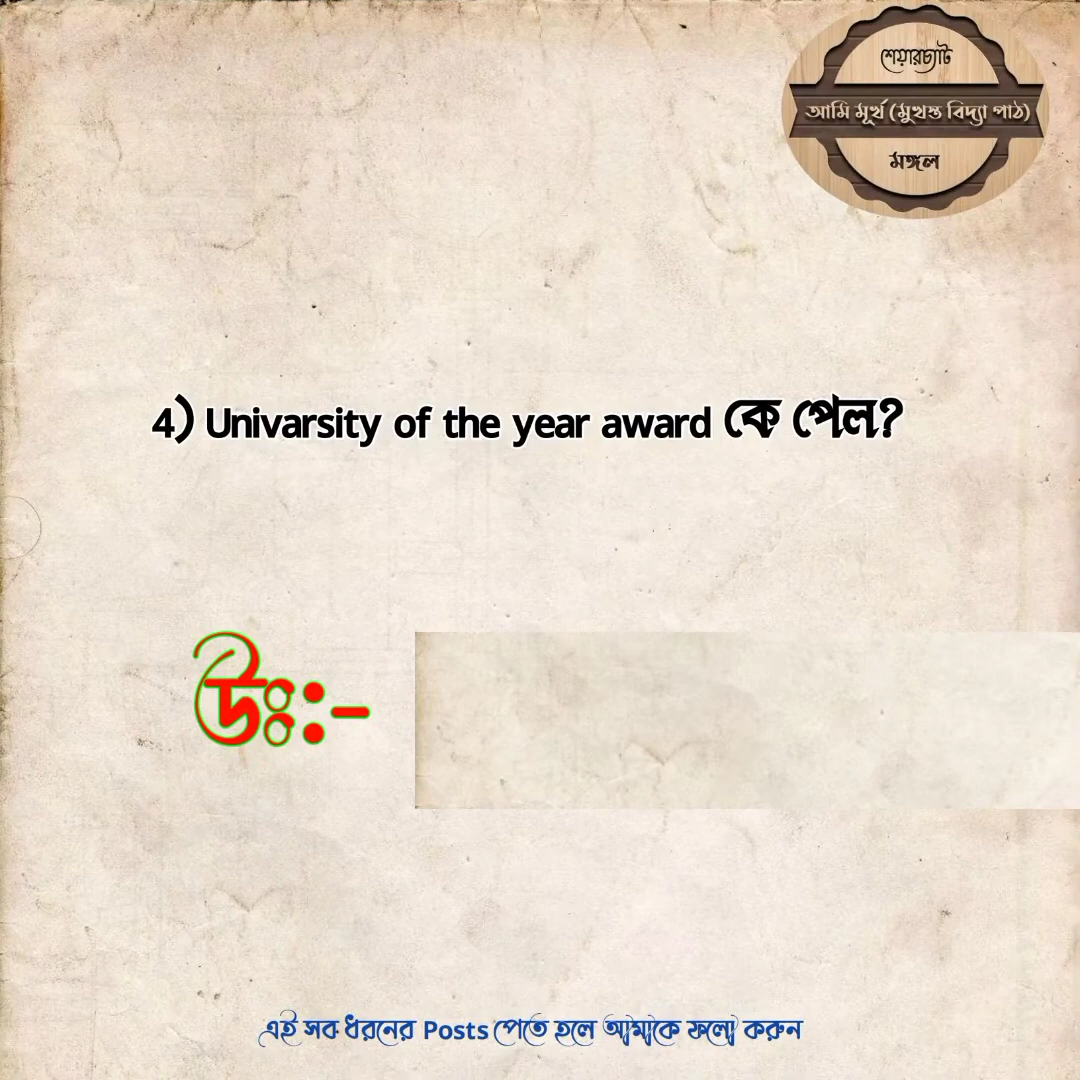 শেয়ারচ্যাট
আমি মূর্খ (মুখস্ত বিদ্যা পাঠ)
মঙ্গল
4) Univarsity of the year award কে পেল?
উঃ:-
এই সব ধরনের Posts পেতে হলে আমাকে ফলো করুন